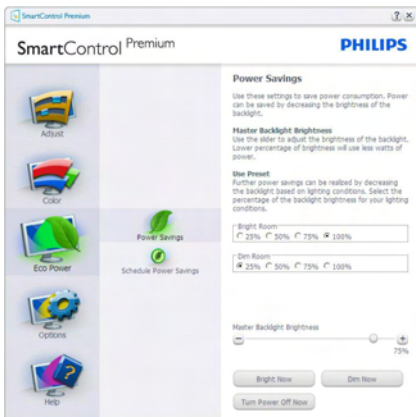 SmartControl Premium
SmartControl Premium
PHILIPS
Adjust
Color
Eco Power
Options
Help
Power Savings
Schedule Power Savings
Power Savings
Use these settings to save power consumption. Power
can be saved by decreasing the brightness of the
backlight.
Master Backlight Brightness
Use the slider to adjust the brightness of the backlight.
Lower percentage of brightness will use less watts of
power.
Use Preset
Further power savings can be realized by decreasing
the backlight based on lighting conditions. Select the
percentage of the backlight brightness for your lighting
conditions.
Bright Room
25% 50% 75% 100%
Dim Room
25% 50% 75% 100%
Master Backlight Brightness
75%
Bright Now Dim Now
Turn Power Off Now